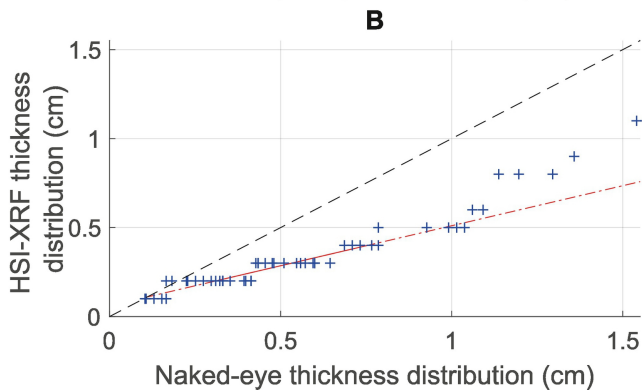 B
HSI-XRF thickness
distribution (cm)
1.5
1
0.5
0
0
0.5
1
1.5
Naked-eye thickness distribution (cm)